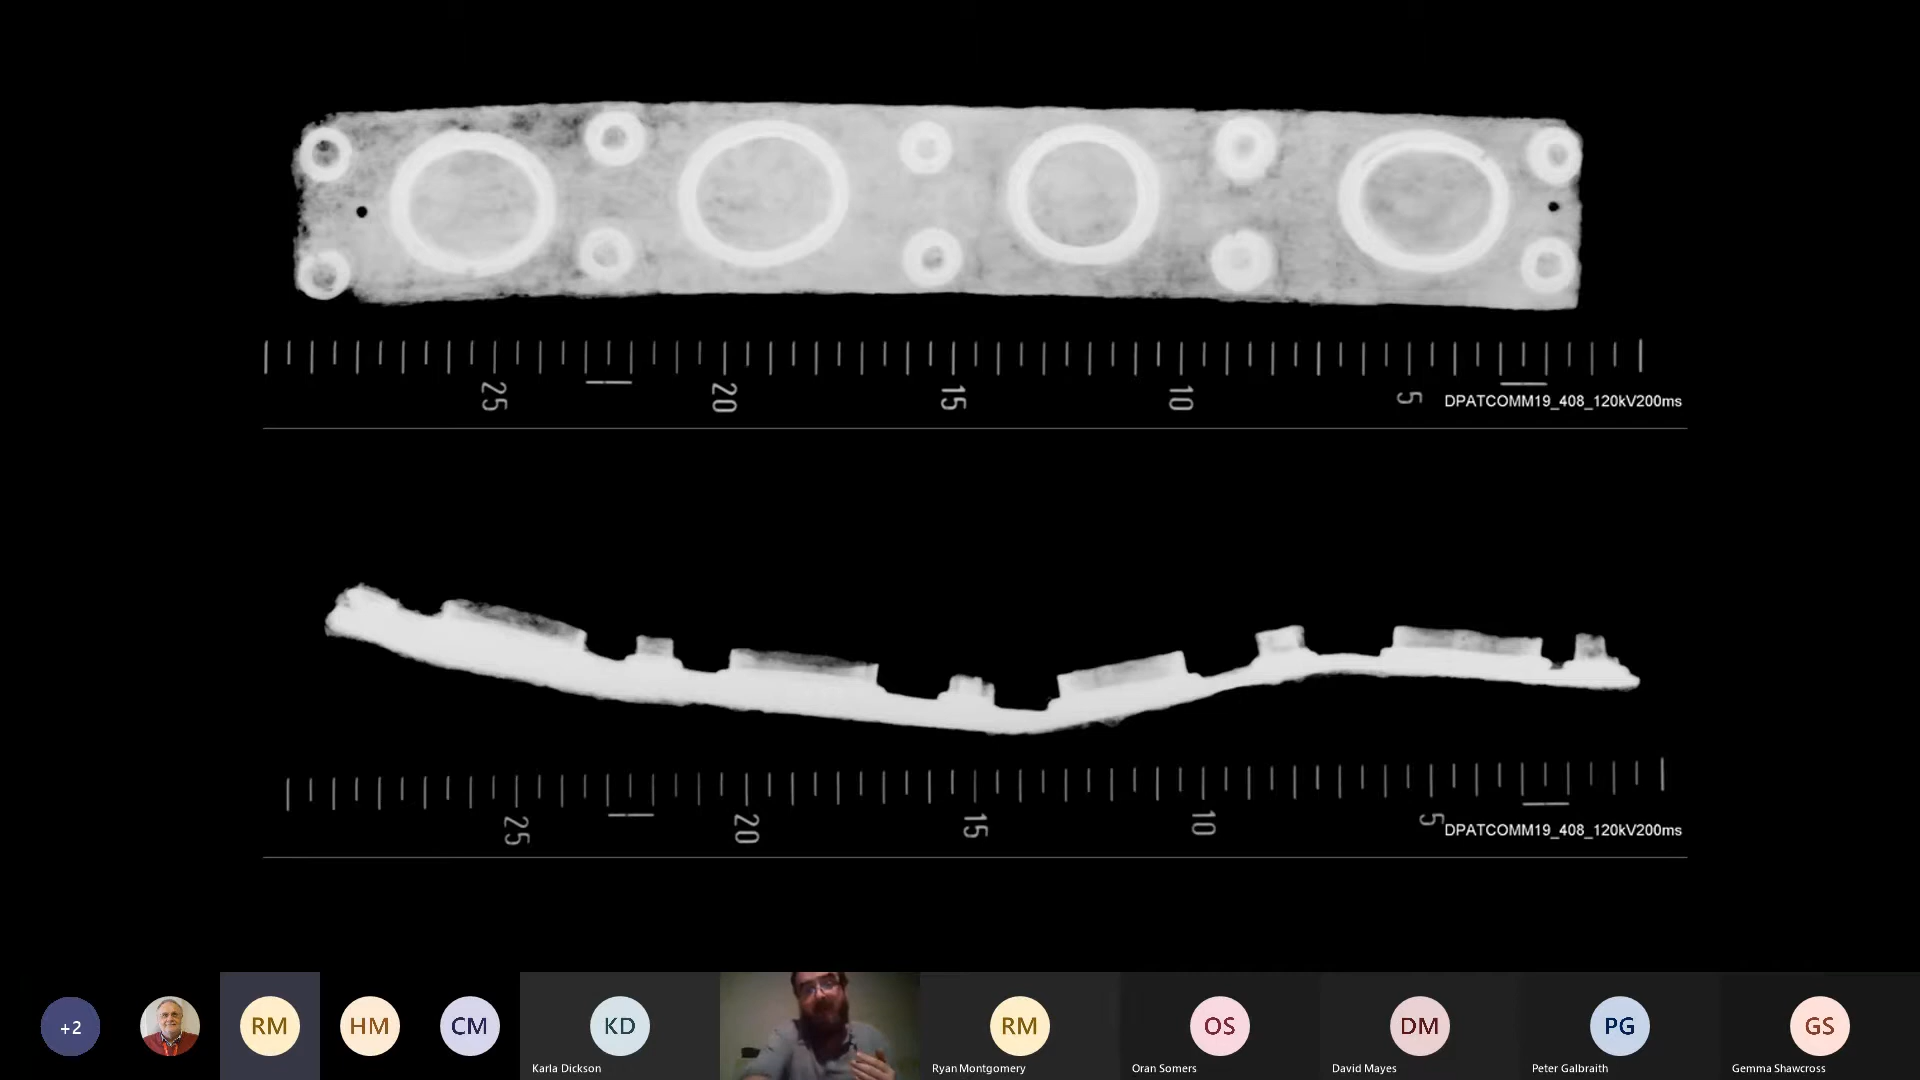 25 20 15 10 5 DPATCOMM19_408_120kV200ms
25 20 15 10 5 DPATCOMM19_408_120kV200ms
+2 RM HM CM KD RM OS DM PG GS
Karla Dickson Ryan Montgomery Oran Somers David Mayes Peter Galbraith Gemma Shawcross